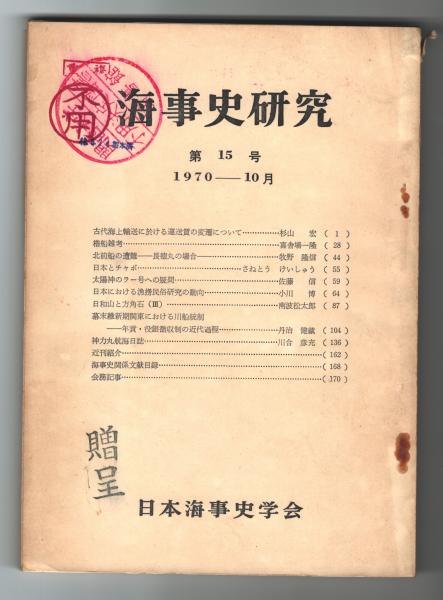 不用
海事史研究
第 15 号
1970――10月
古代海上輸送に於ける運送賃の変遷について……………杉山 宏 ( 1 )
櫓船雑考……………喜舎場一隆 ( 28 )
北前船の遭難――長徳丸の場合……………牧野 隆信 ( 44 )
日本とチャボ……………さねとう けいしゅう ( 55 )
太陽神のラー号への疑問……………佐藤 信 ( 59 )
日本における漁撈民俗研究の動向……………小川 博 ( 64 )
日和山と方角石(Ⅲ)……………南波松太郎 ( 87 )
幕末維新期関東における川船統制
――年貢・役銀徴収制の近代過程……………丹治 健蔵 ( 104 )
神力丸航海日誌……………川合 彦充 ( 136 )
近刊紹介……………( 162 )
海事史関係文献目録……………( 168 )
会務記事……………( 170 )
贈呈
日本海事史学会